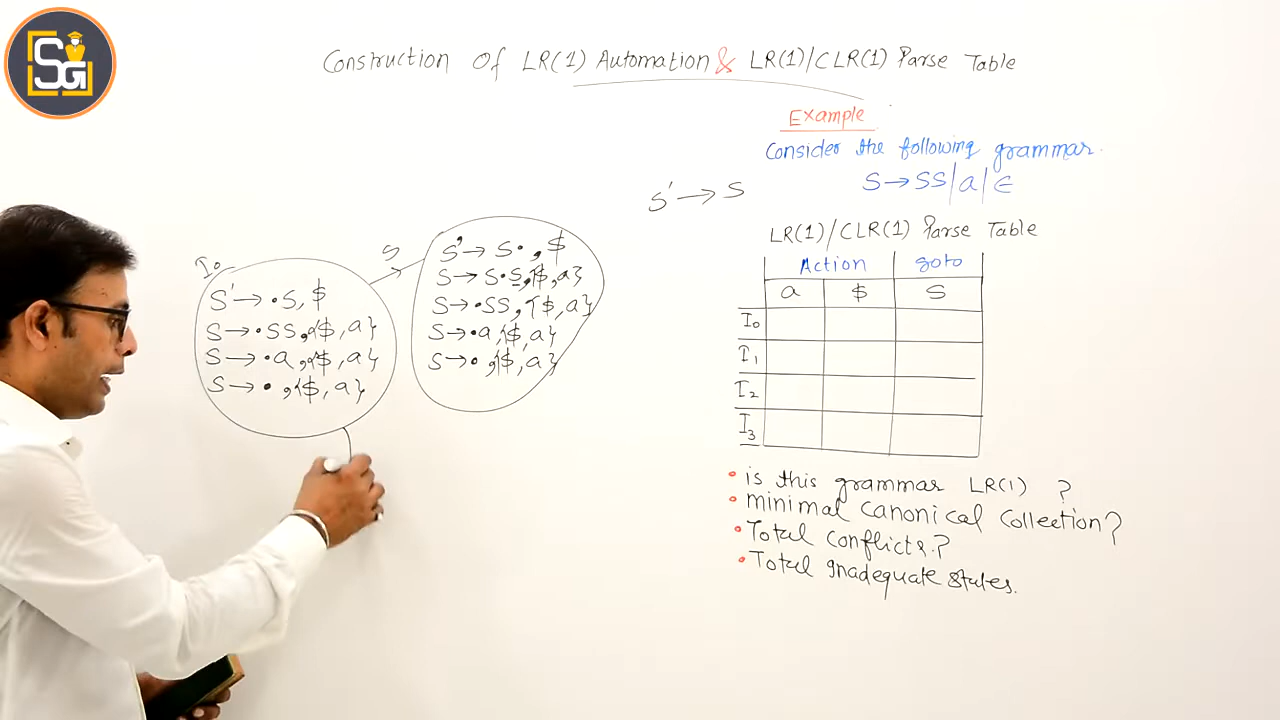 SG
Construction Of LR(1) Automation & LR(1)/CLR(1) Parse Table
Example
Consider the following grammar.
S→SS|a|∈
S'→S
LR(1)/CLR(1) Parse Table
Action goto
a $ S
I0
I1
I2
I3
I0
S'→•S, $
S→•SS,{$,a}
S→•a,{$,a}
S→•,{$,a}
S
S'→S•,$
S→S•S,{$,a}
S→•SS,{$,a}
S→•a,{$,a}
S→•,{$,a}
• is this grammar LR(1) ?
• minimal canonical collection?
• Total conflicts.?
• Total inadequate states.